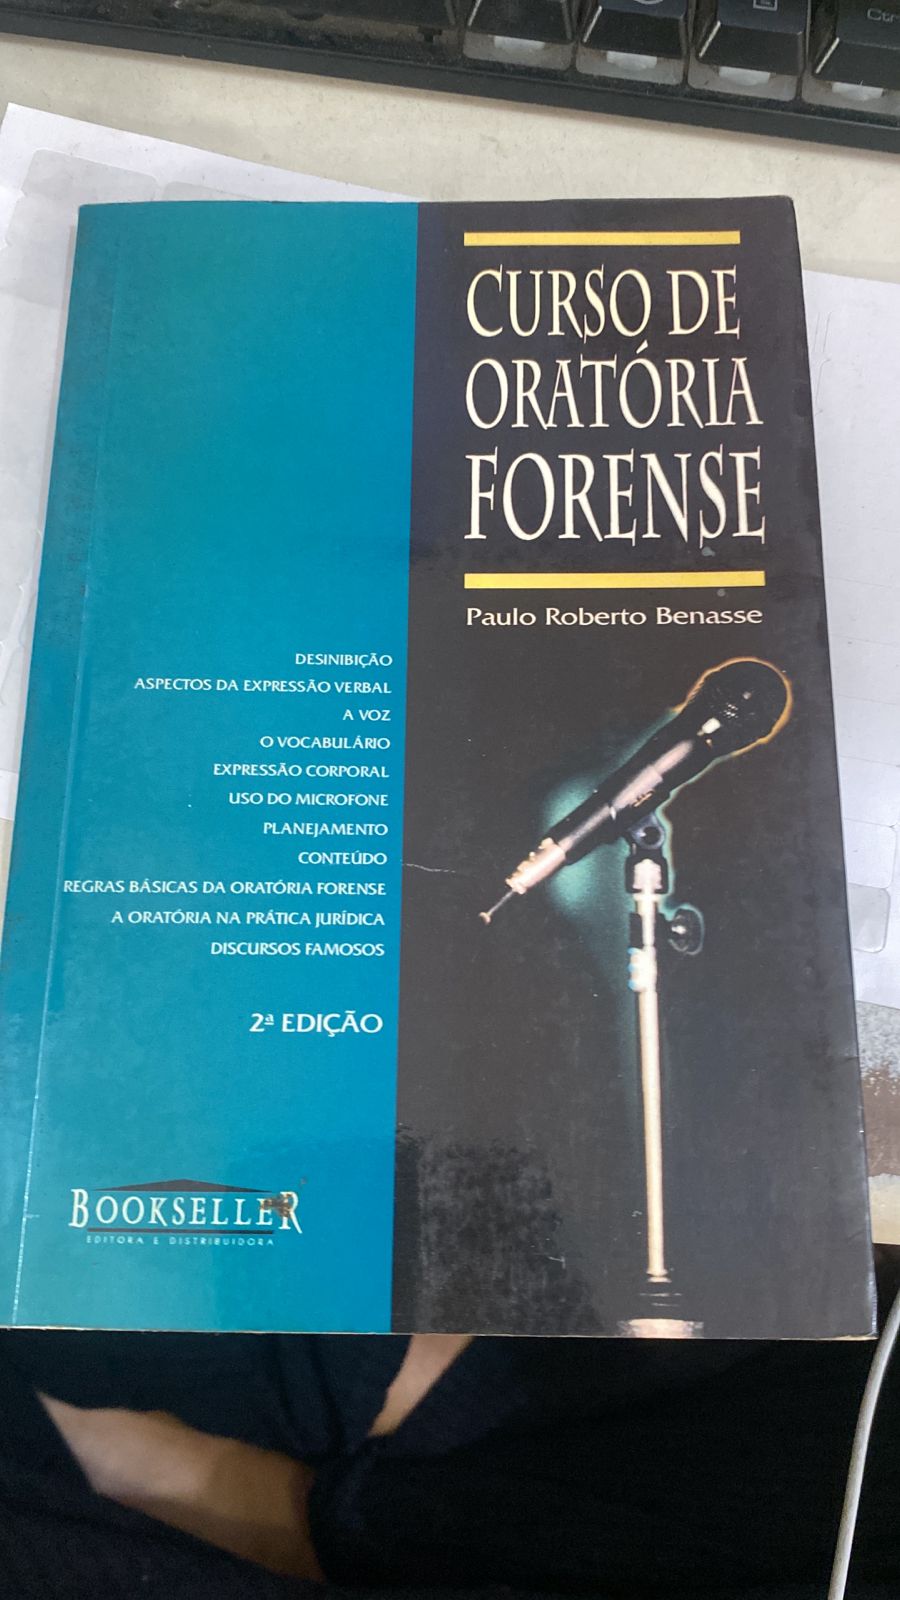 Ctr
CURSO DE
ORATÓRIA
FORENSE
Paulo Roberto Benasse
DESINIBIÇÃO
ASPECTOS DA EXPRESSÃO VERBAL
A VOZ
O VOCABULÁRIO
EXPRESSÃO CORPORAL
USO DO MICROFONE
PLANEJAMENTO
CONTEÚDO
REGRAS BÁSICAS DA ORATÓRIA FORENSE
A ORATÓRIA NA PRÁTICA JURÍDICA
DISCURSOS FAMOSOS
2ª EDIÇÃO
BOOKSELLER
EDITORA E DISTRIBUIDORA